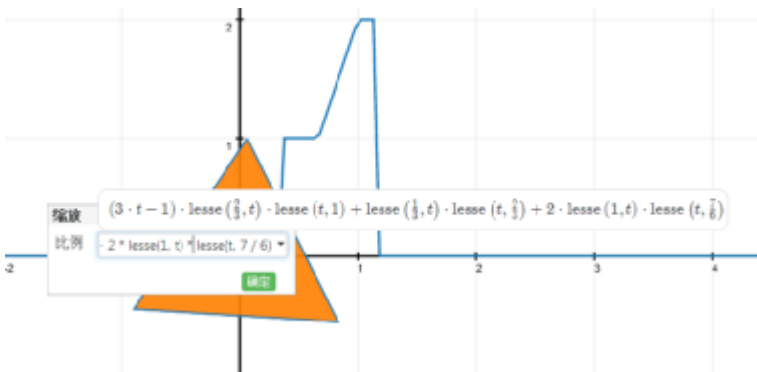 2
1
(3 · t − 1) · lesse (2/3, t) · lesse (t, 1) + lesse (1/3, t) · lesse (t, 2/3) + 2 · lesse (1, t) · lesse (t, 7/6)
缩放
比例 2 * lesse(1, t) * lesse(t, 7 / 6)
-2 1 2 3 4
确定